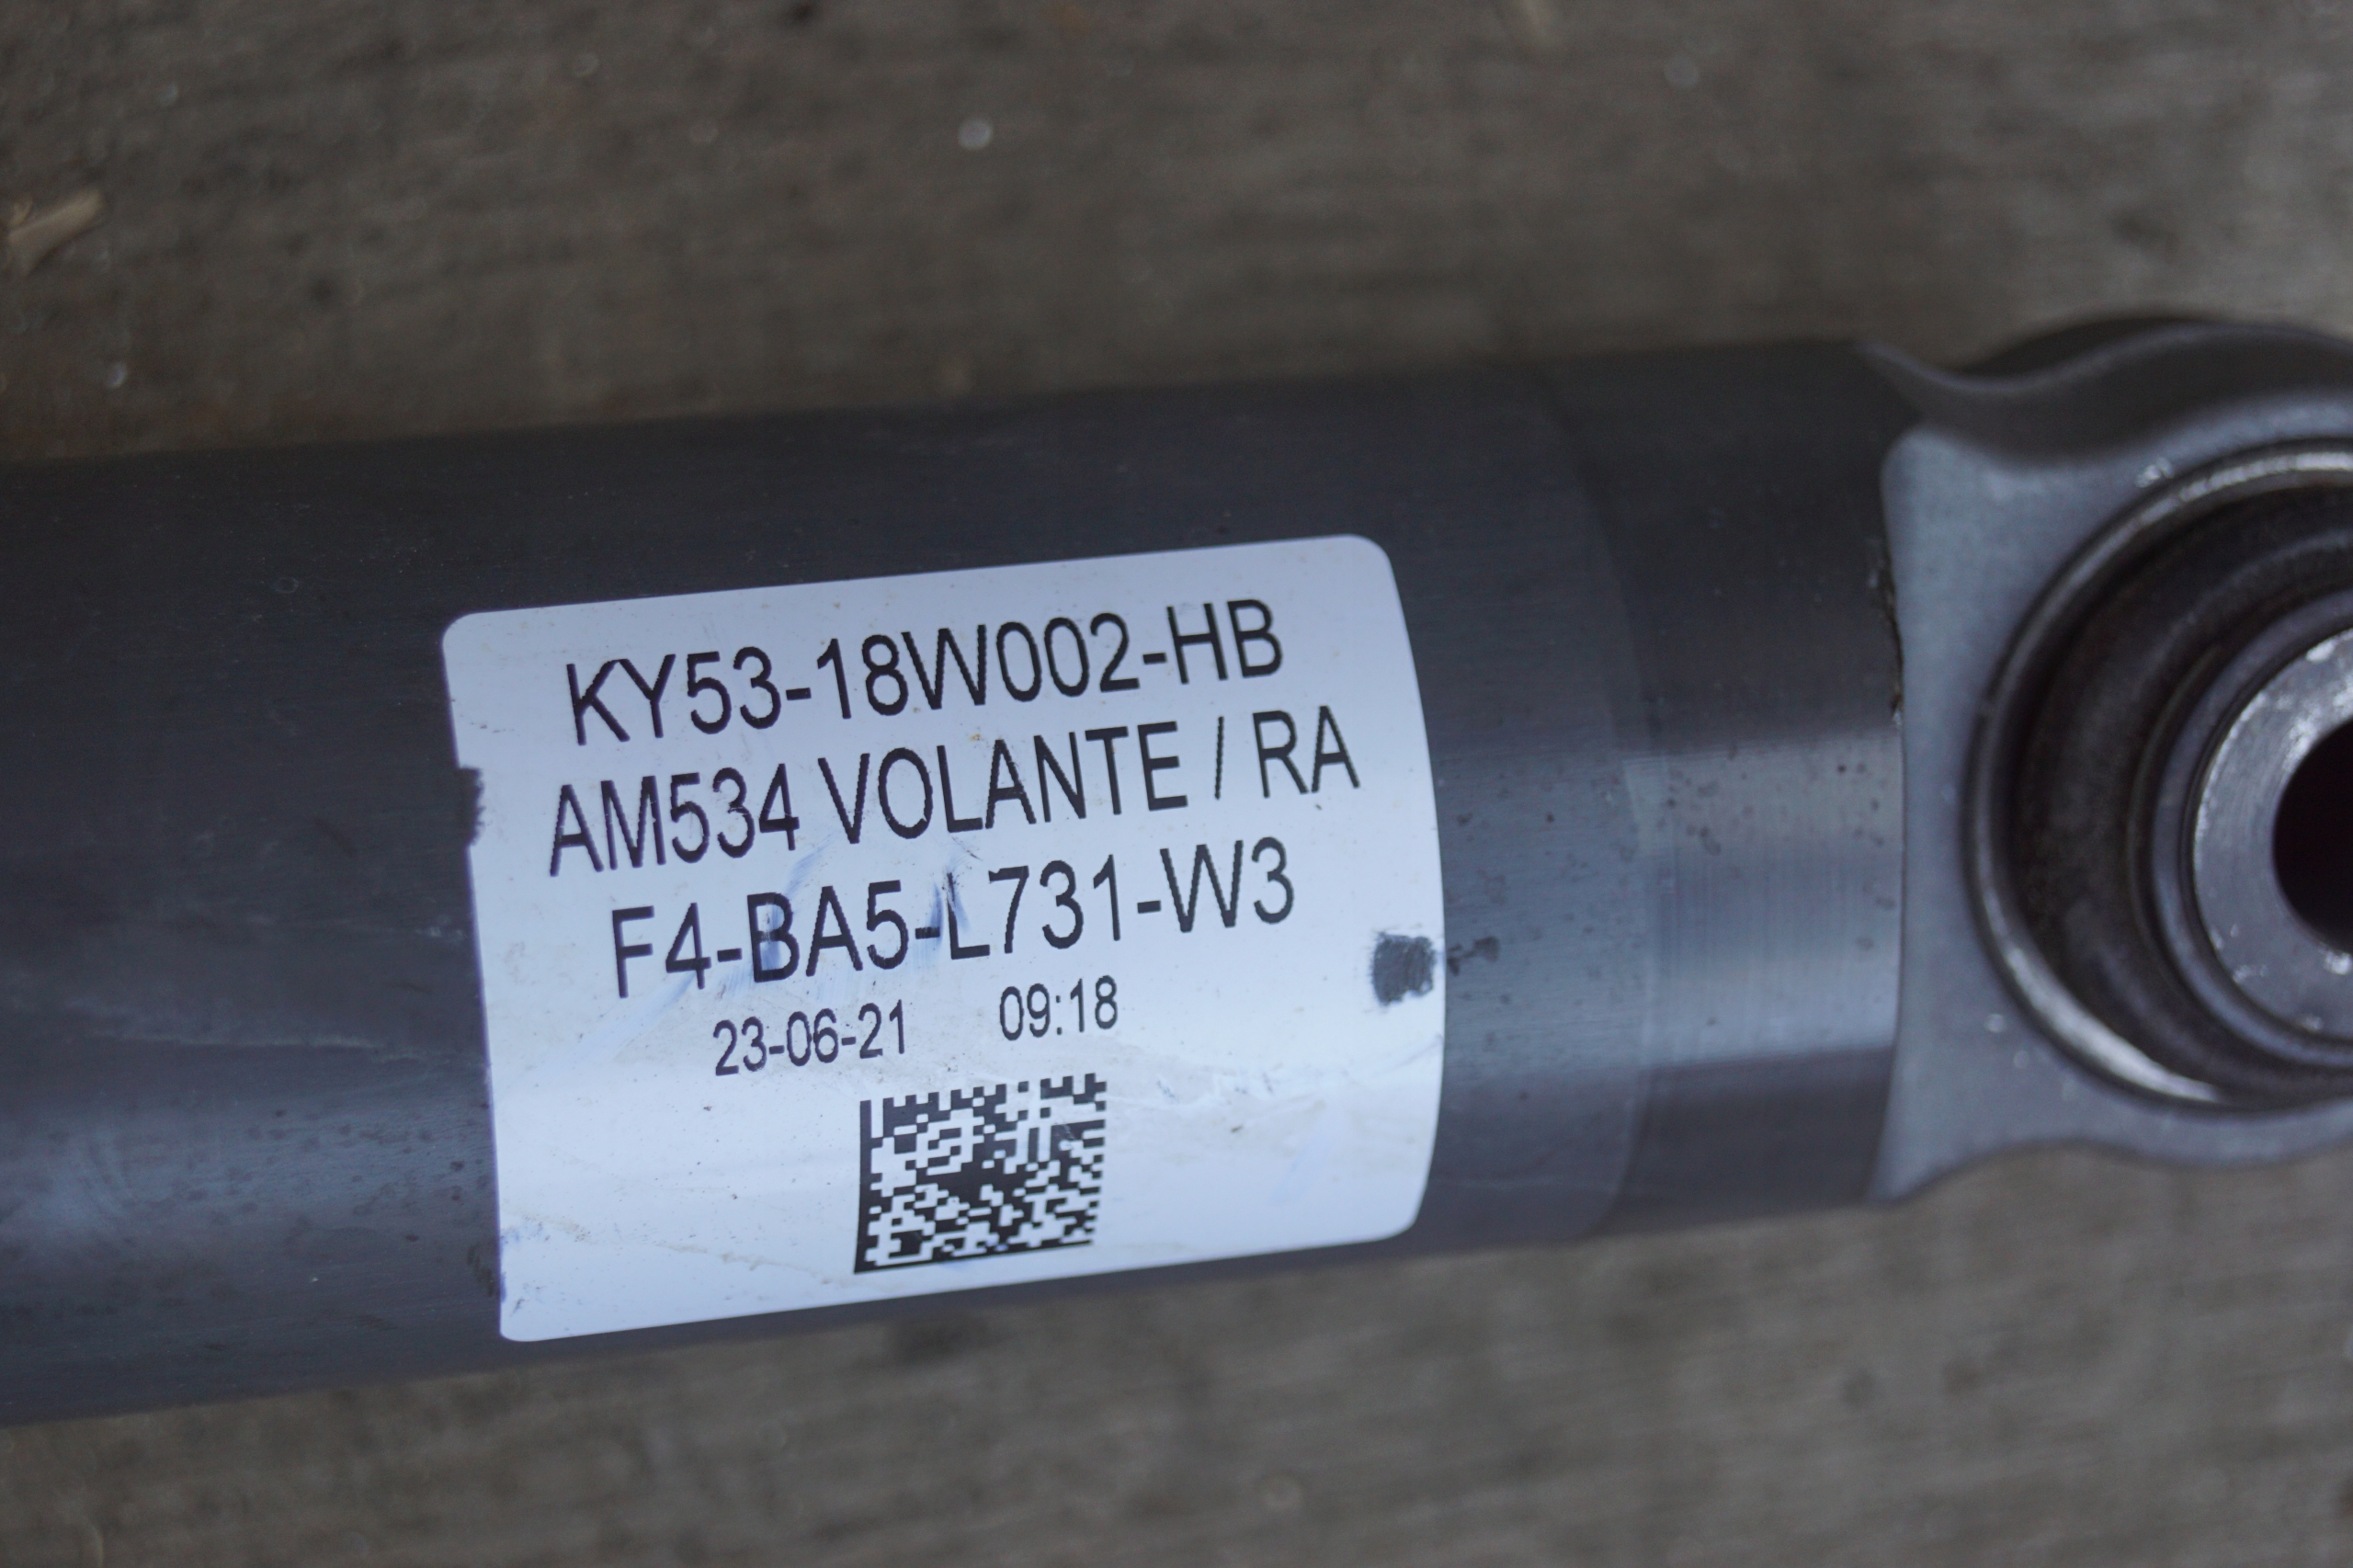 KY53-18W002-HB
AM534 VOLANTE / RA
F4-BA5-L731-W3
23-06-21 09:18